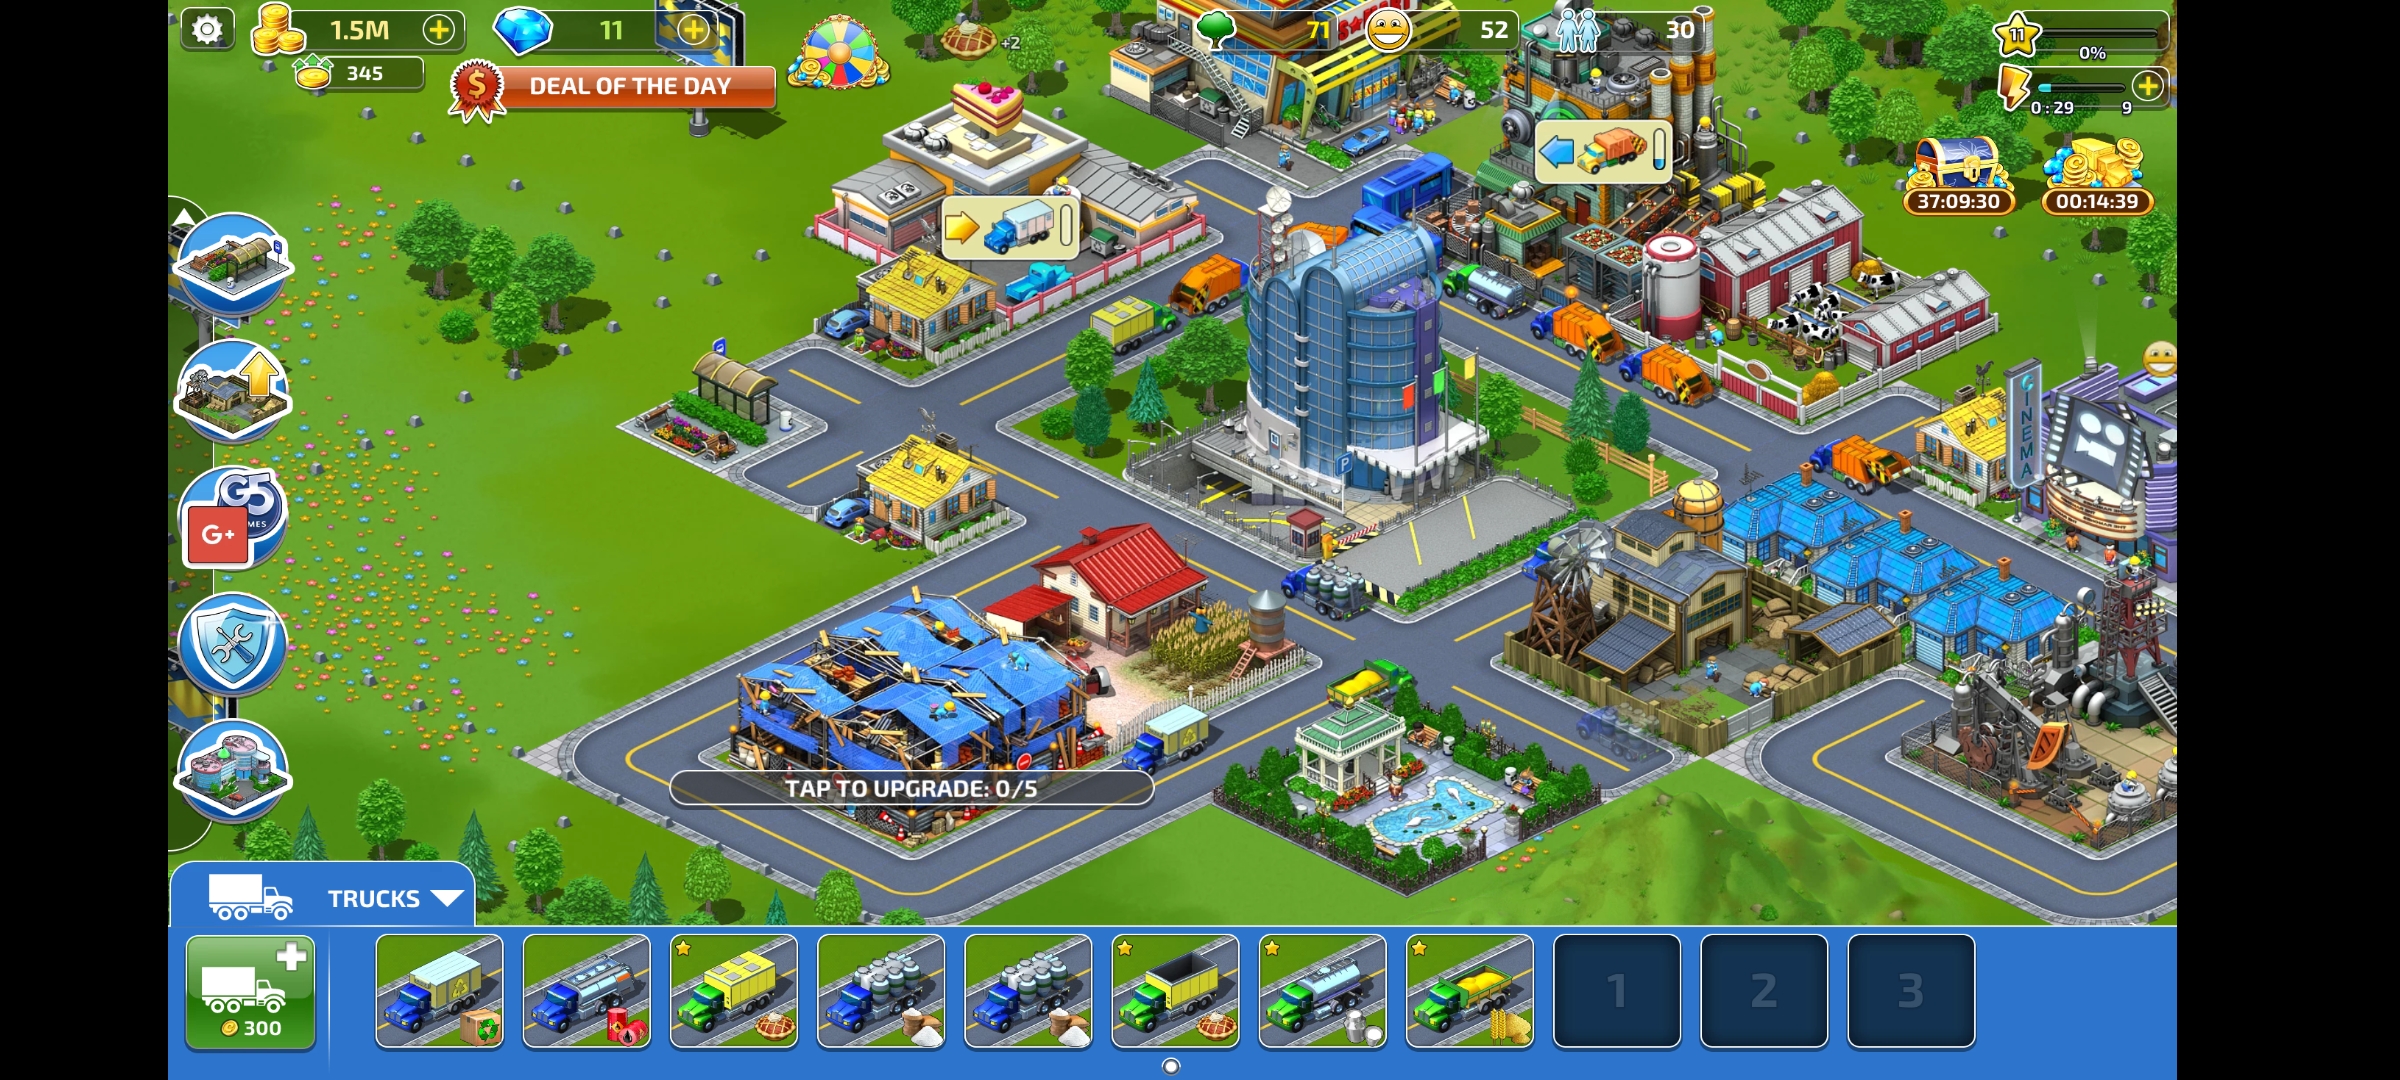 1.5M
11
71
52
30
11
0%
345
DEAL OF THE DAY
+2
0:29
9
37:09:30
00:14:39
CINEMA
P
G5
MES
G+
TAP TO UPGRADE: 0/5
TRUCKS
300
1
2
3